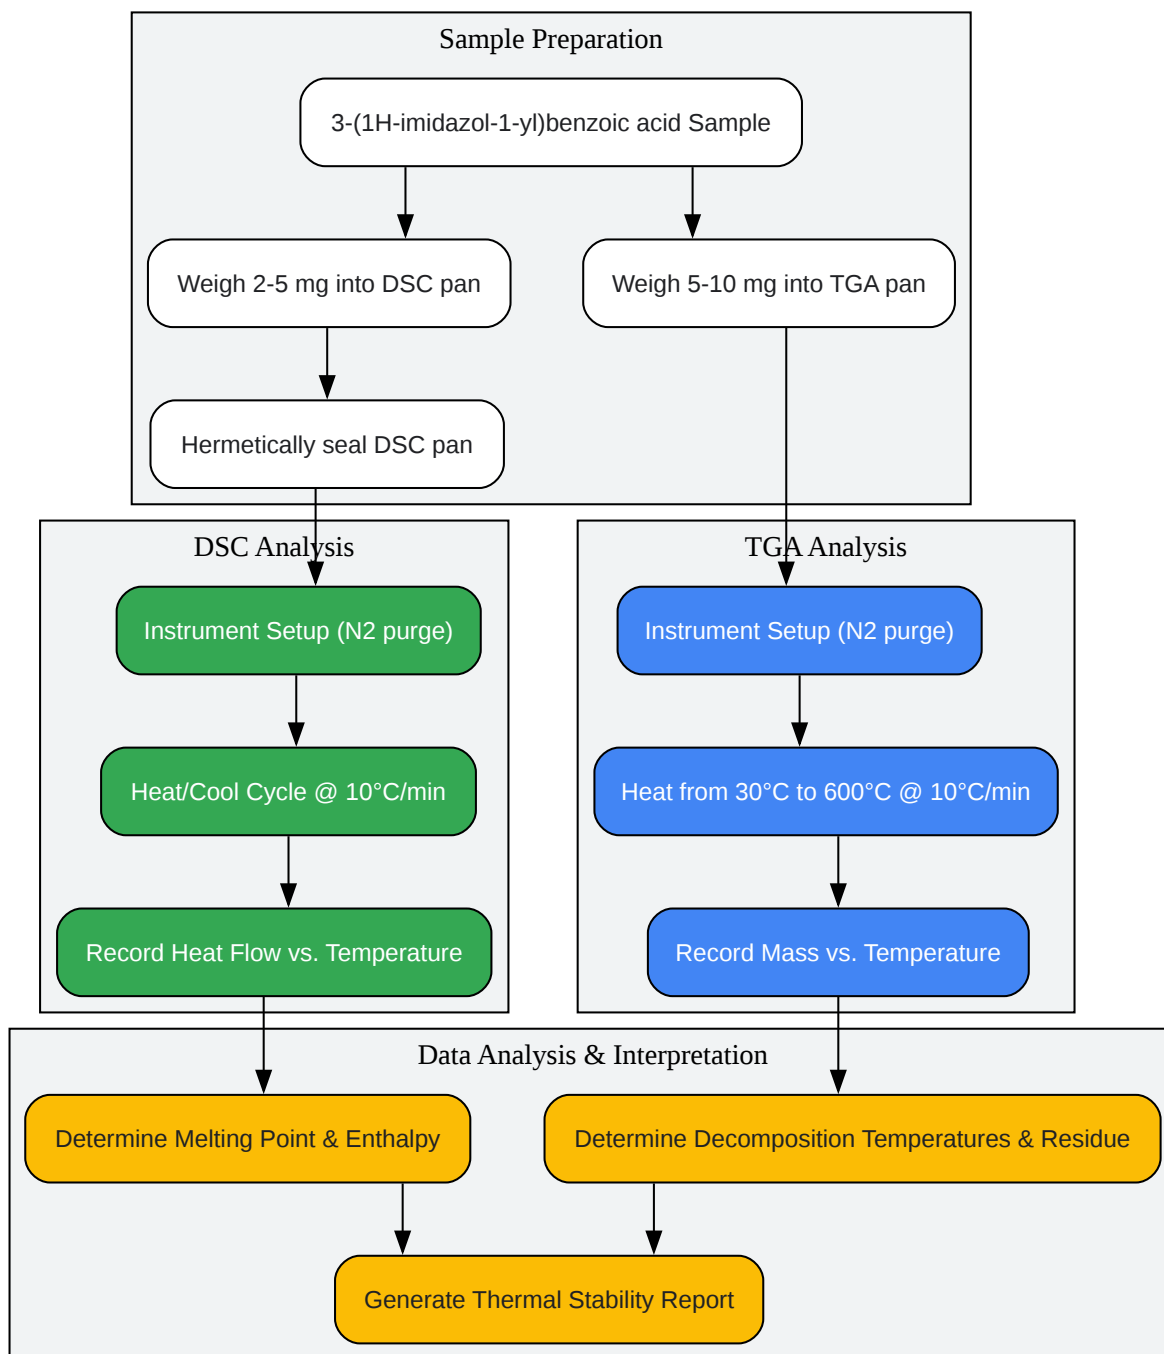 Sample Preparation
3-(1H-imidazol-1-yl)benzoic acid Sample
Weigh 2-5 mg into DSC pan
Weigh 5-10 mg into TGA pan
Hermetically seal DSC pan
DSC Analysis
TGA Analysis
Instrument Setup (N2 purge)
Instrument Setup (N2 purge)
Heat/Cool Cycle @ 10°C/min
Heat from 30°C to 600°C @ 10°C/min
Record Heat Flow vs. Temperature
Record Mass vs. Temperature
Data Analysis & Interpretation
Determine Melting Point & Enthalpy
Determine Decomposition Temperatures & Residue
Generate Thermal Stability Report